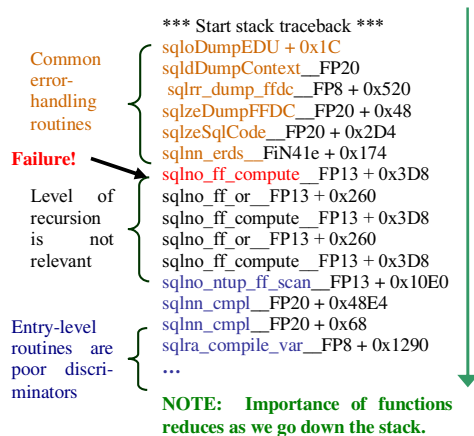 *** Start stack traceback ***
sqloDumpEDU + 0x1C
sqldDumpContext__FP20
sqlrr_dump_ffdc__FP8 + 0x520
sqlzeDumpFFDC__FP20 + 0x48
sqlzeSqlCode__FP20 + 0x2D4
sqlnn_erds__FiN41e + 0x174
sqlno_ff_compute__FP13 + 0x3D8
sqlno_ff_or__FP13 + 0x260
sqlno_ff_compute__FP13 + 0x3D8
sqlno_ff_or__FP13 + 0x260
sqlno_ff_compute__FP13 + 0x3D8
sqlno_ntup_ff_scan__FP13 + 0x10E0
sqlnn_cmpl__FP20 + 0x48E4
sqlnn_cmpl__FP20 + 0x68
sqlra_compile_var__FP8 + 0x1290
...
Common
error-
handling
routines
Failure!
Level of
recursion
is not
relevant
Entry-level
routines are
poor discri-
minators
NOTE: Importance of functions
reduces as we go down the stack.